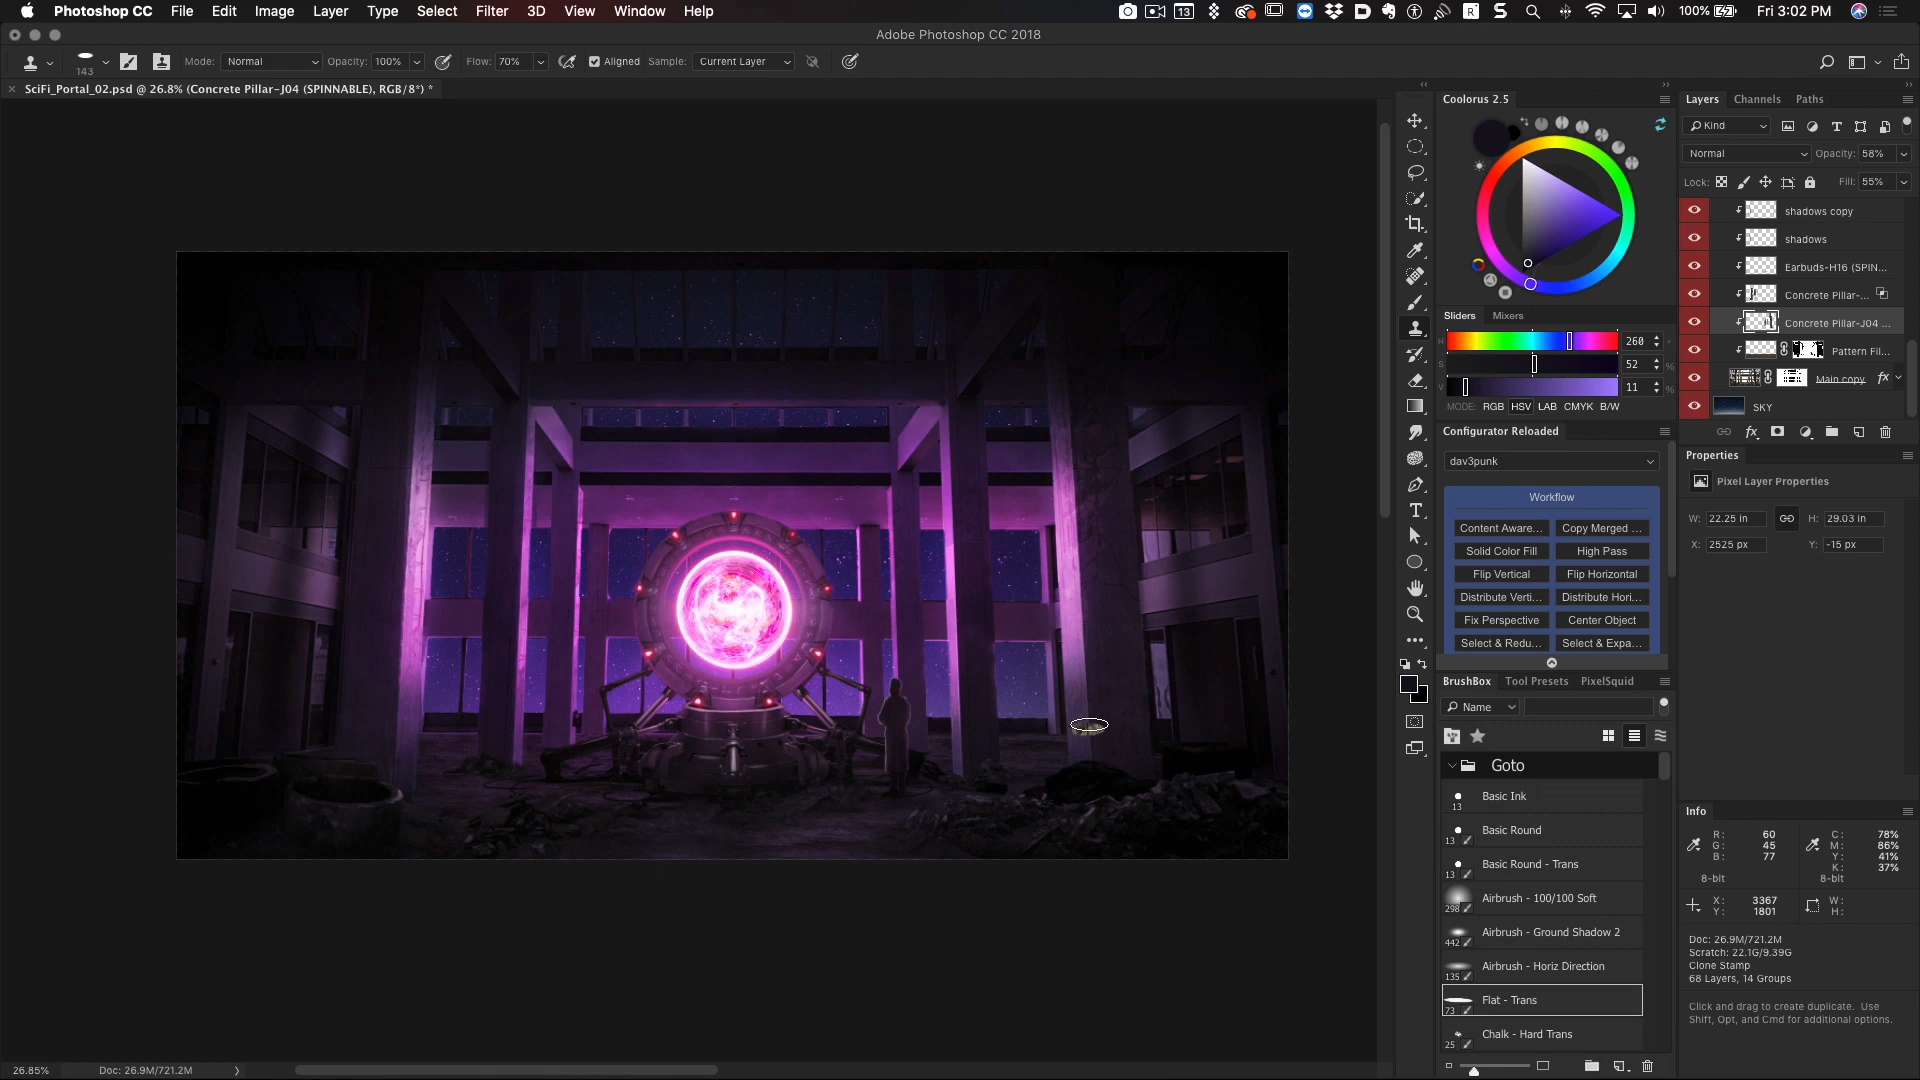 Photoshop CC File Edit Image Layer Type Select Filter 3D View Window Help
13
100%
Fri 3:02 PM
Adobe Photoshop CC 2018
143
Mode: Normal Opacity: 100% Flow: 70% Aligned Sample: Current Layer
SciFi_Portal_02.psd @ 26.8% (Concrete Pillar-J04 (SPINNABLE), RGB/8*) *
Coolorus 2.5
Sliders Mixers
H 260 °
S 52 %
V 11 %
MODE: RGB HSV LAB CMYK B/W
Configurator Reloaded
dav3punk
Workflow
Content Aware... Copy Merged ...
Solid Color Fill High Pass
Flip Vertical Flip Horizontal
Distribute Verti... Distribute Hori...
Fix Perspective Center Object
Select & Redu... Select & Expa...
BrushBox Tool Presets PixelSquid
Name
Goto
13 Basic Ink
13 Basic Round
13 Basic Round - Trans
298 Airbrush - 100/100 Soft
442 Airbrush - Ground Shadow 2
135 Airbrush - Horiz Direction
73 Flat - Trans
25 Chalk - Hard Trans
Layers Channels Paths
Kind
Normal Opacity: 58%
Lock: Fill: 55%
shadows copy
shadows
Earbuds-H16 (SPIN...
Concrete Pillar-...
Concrete Pillar-J04 ...
Pattern Fil...
Main copy fx
SKY
fx
Properties
Pixel Layer Properties
W: 22.25 in H: 29.03 in
X: 2525 px Y: -15 px
Info
R: 60 C: 78%
G: 45 M: 86%
B: 77 Y: 41%
K: 37%
8-bit 8-bit
X: 3367 W:
Y: 1801 H:
Doc: 26.9M/721.2M
Scratch: 22.1G/9.39G
Clone Stamp
68 Layers, 14 Groups
Click and drag to create duplicate. Use
Shift, Opt, and Cmd for additional options.
26.85% Doc: 26.9M/721.2M